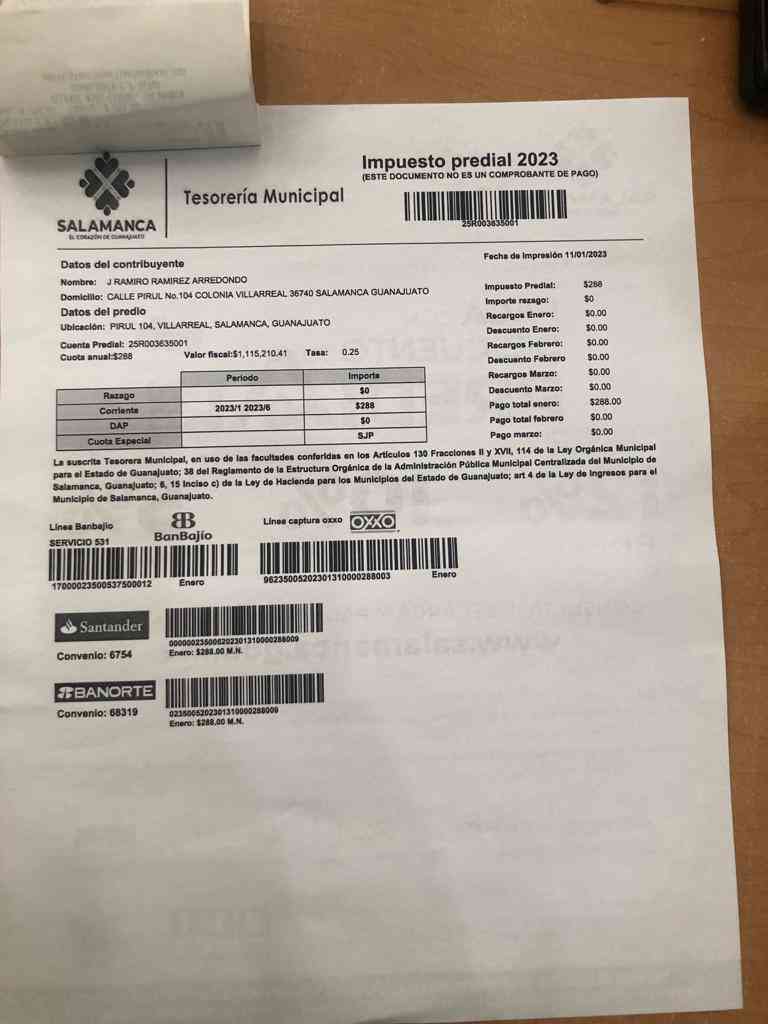 SALAMANCA
EL CORAZÓN DE GUANAJUATO
Tesorería Municipal
Impuesto predial 2023
(ESTE DOCUMENTO NO ES UN COMPROBANTE DE PAGO)
25R003635001
Fecha de Impresión 11/01/2023
Datos del contribuyente
Nombre: J RAMIRO RAMIREZ ARREDONDO
Domicilio: CALLE PIRUL No.104 COLONIA VILLARREAL 36740 SALAMANCA GUANAJUATO
Datos del predio
Ubicación: PIRUL 104, VILLARREAL, SALAMANCA, GUANAJUATO
Cuenta Predial: 25R003635001
Cuota anual:$288 Valor fiscal:$1,115,210.41 Tasa: 0.25
Periodo Importe
Razago $0
Corriente 2023/1 2023/6 $288
DAP $0
Cuota Especial SJP
Impuesto Predial: $288
Importe rezago: $0
Recargos Enero: $0.00
Descuento Enero: $0.00
Recargos Febrero: $0.00
Descuento Febrero $0.00
Recargos Marzo: $0.00
Descuento Marzo: $0.00
Pago total enero: $288.00
Pago total febrero $0.00
Pago marzo: $0.00
La suscrita Tesorera Municipal, en uso de las facultades conferidas en los Artículos 130 Fracciones II y XVII, 114 de la Ley Orgánica Municipal
para el Estado de Guanajuato; 38 del Reglamento de la Estructura Orgánica de la Administración Pública Municipal Centralizada del Municipio de
Salamanca, Guanajuato; 6, 15 Inciso c) de la Ley de Hacienda para los Municipios del Estado de Guanajuato; art 4 de la Ley de Ingresos para el
Municipio de Salamanca, Guanajuato.
Línea Banbajio
BanBajío
SERVICIO 531
17000023500537500012 Enero
Línea captura oxxo OXXO
96235005202301310000288003 Enero
Santander
Convenio: 6754
000000235006202301310000288009
Enero: $288.00 M.N.
BANORTE
Convenio: 68319
0235005202301310000288009
Enero: $288.00 M.N.